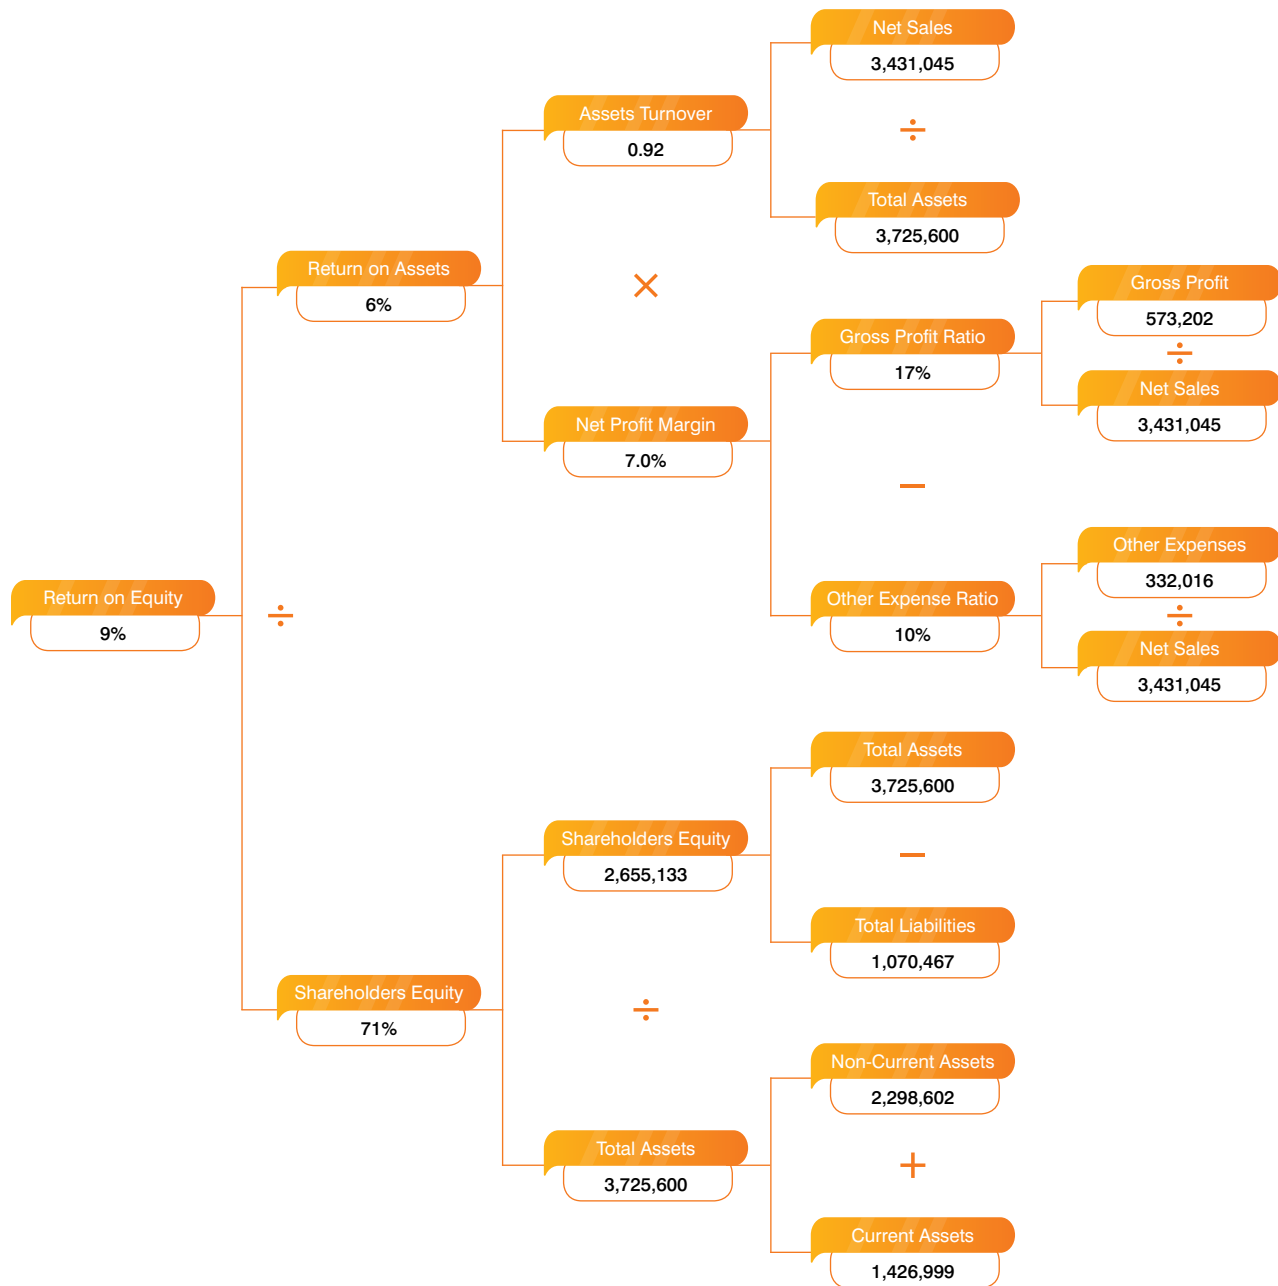 Net Sales
3,431,045
÷
Assets Turnover
0.92
Total Assets
3,725,600
Return on Assets
6%
×
Gross Profit Ratio
17%
Gross Profit
573,202
÷
Net Sales
3,431,045
Net Profit Margin
7.0%
−
Other Expense Ratio
10%
Other Expenses
332,016
÷
Net Sales
3,431,045
Return on Equity
9%
÷
Total Assets
3,725,600
−
Shareholders Equity
2,655,133
Total Liabilities
1,070,467
Shareholders Equity
71%
÷
Non-Current Assets
2,298,602
+
Total Assets
3,725,600
Current Assets
1,426,999